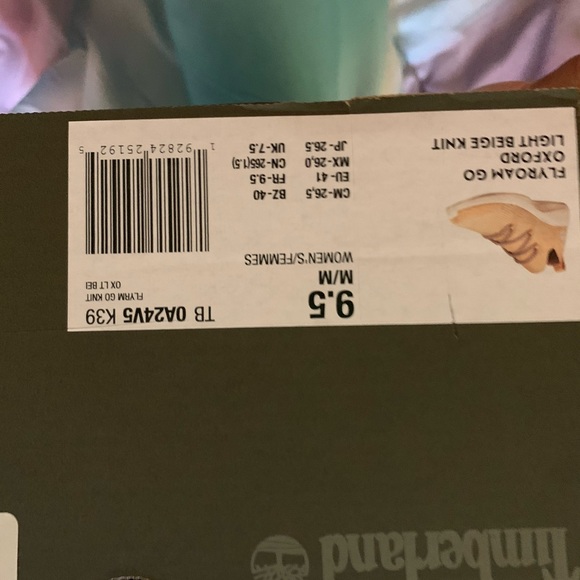 Timberland
9.5
M/M
WOMEN'S/FEMMES
TB 0A24V5 K39
FLYRM GO KNIT
OX LT BEI
CM-26,5 BZ-40
EU-41 FR-9.5
MX-26,0 CN-265(1.5)
JP-26.5 UK-7.5
FLYROAM GO
OXFORD
LIGHT BEIGE KNIT
1 92824 25192 5